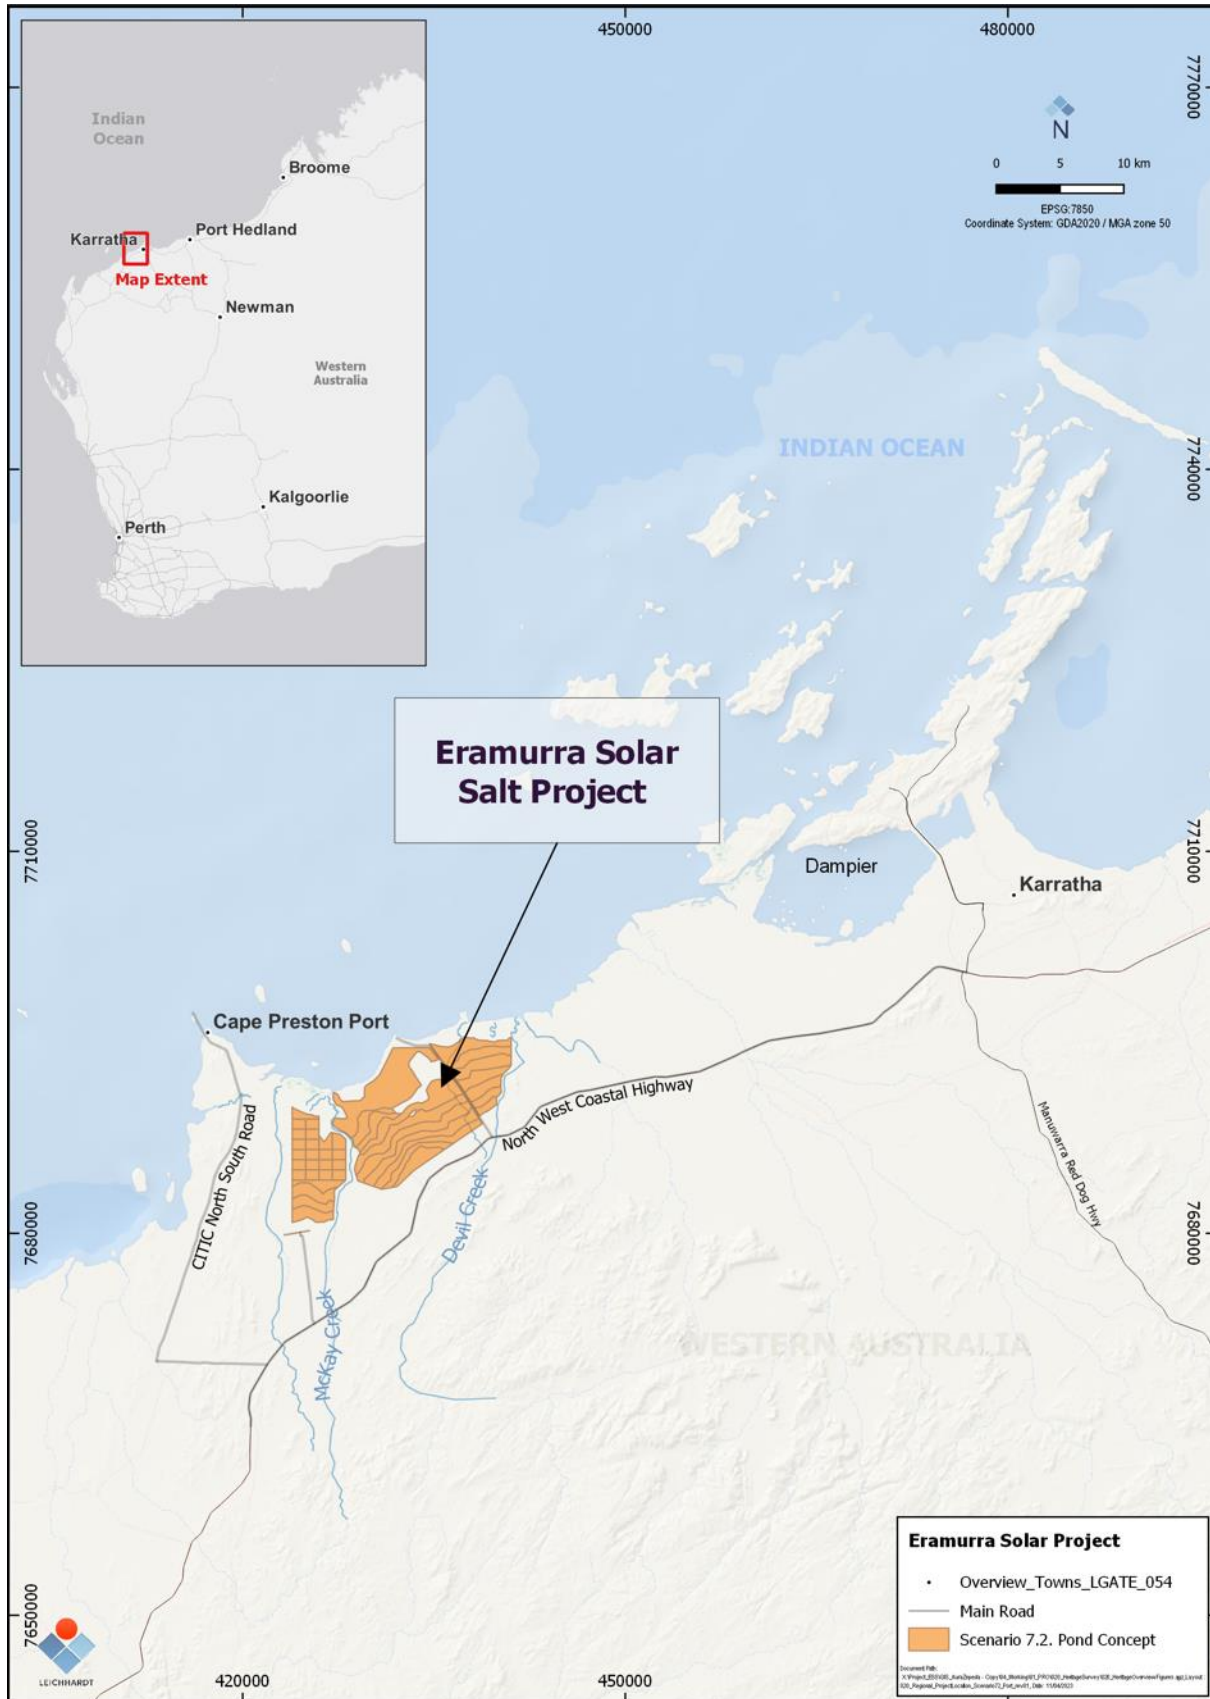 450000
480000
7770000
Indian
Ocean
Broome
Karratha
Port Hedland
Map Extent
Newman
Western
Australia
Kalgoorlie
Perth
N
0 5 10 km
EPSG:7850
Coordinate System: GDA2020 / MGA zone 50
INDIAN OCEAN
7740000
Eramurra Solar
Salt Project
7710000
7710000
Dampier
Karratha
Cape Preston Port
CITIC North South Road
North West Coastal Highway
Manuwarra Red Dog Hwy
Devil Creek
McKay Creek
7680000
7680000
WESTERN AUSTRALIA
7650000
LEICHHARDT
420000
450000
Eramurra Solar Project
Overview_Towns_LGATE_054
Main Road
Scenario 7.2. Pond Concept
Document Path: